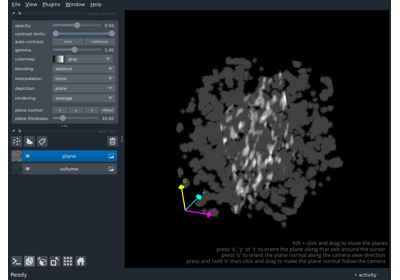 File View Plugins Window Help
opacity: 0.50
contrast limits:
auto-contrast: once continuous
gamma: 1.00
colormap: gray
blending: additive
interpolation: linear
depiction: plane
rendering: average
plane normal: x y z oblique
plane thickness: 10.00
plane
volume
shift + click and drag to move the planes
press 'x', 'y' or 'z' to orient the plane along that axis around the cursor
press 'o' to orient the plane normal along the camera view direction
press and hold 'o' then click and drag to make the plane normal follow the camera
Ready
activity